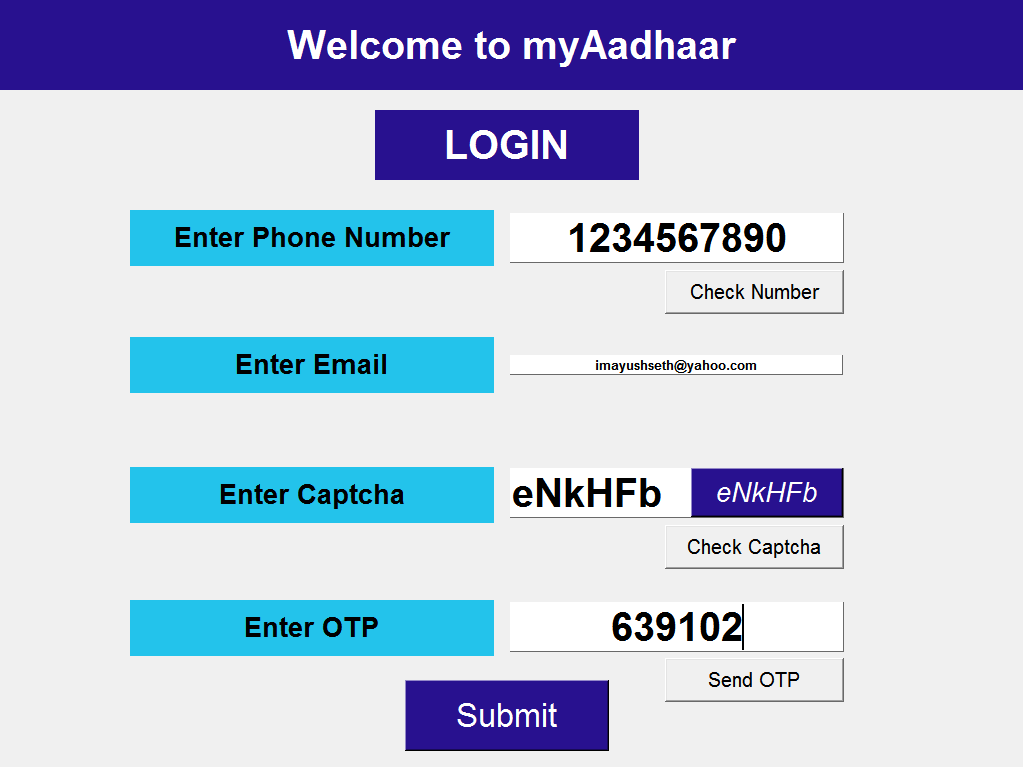 Welcome to myAadhaar
LOGIN
Enter Phone Number 1234567890
Check Number
Enter Email imayushseth@yahoo.com
Enter Captcha eNkHFb eNkHFb
Check Captcha
Enter OTP 639102
Send OTP
Submit